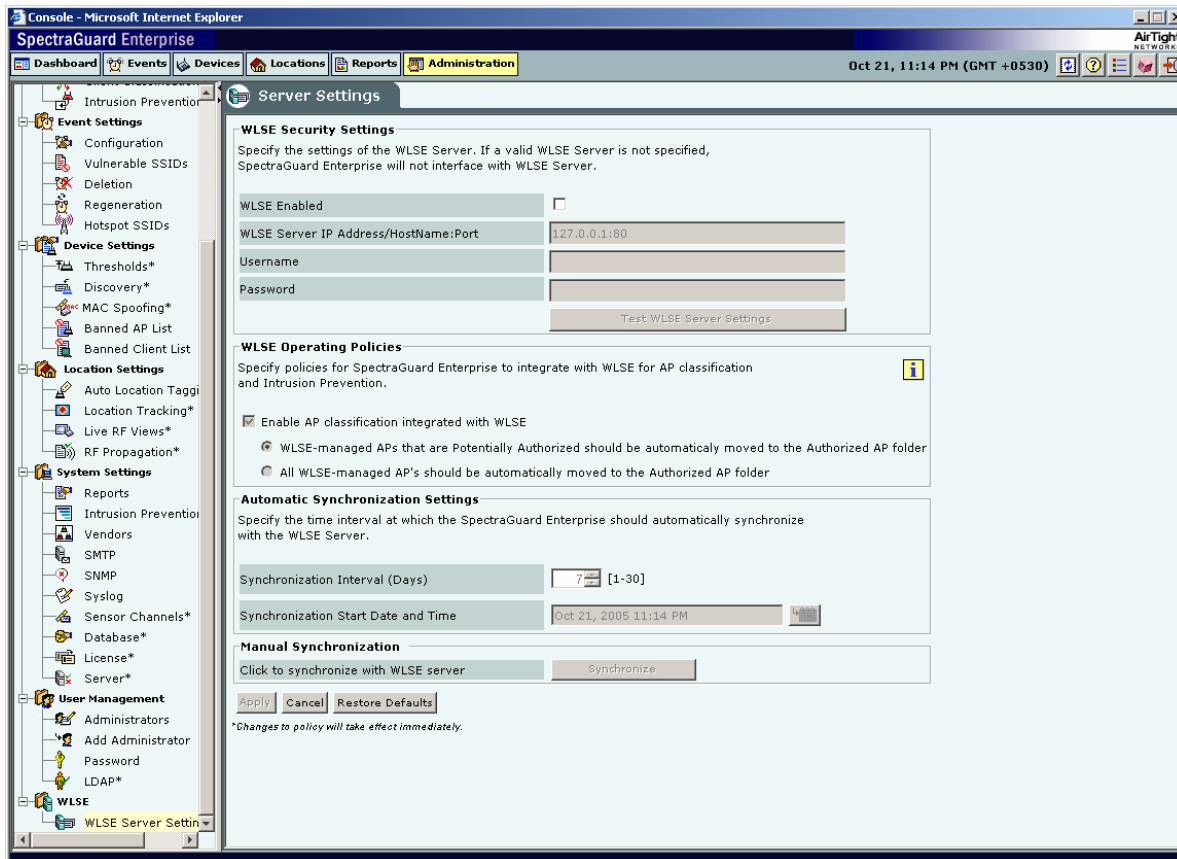 Console - Microsoft Internet Explorer
SpectraGuard Enterprise
AirTight
NETWORKS
Dashboard Events Devices Locations Reports Administration
Oct 21, 11:14 PM (GMT +0530)
Intrusion Prevention
Event Settings
Configuration
Vulnerable SSIDs
Deletion
Regeneration
Hotspot SSIDs
Device Settings
Thresholds*
Discovery*
MAC Spoofing*
Banned AP List
Banned Client List
Location Settings
Auto Location Taggi
Location Tracking*
Live RF Views*
RF Propagation*
System Settings
Reports
Intrusion Prevention
Vendors
SMTP
SNMP
Syslog
Sensor Channels*
Database*
License*
Server*
User Management
Administrators
Add Administrator
Password
LDAP*
WLSE
WLSE Server Settin
Server Settings
WLSE Security Settings
Specify the settings of the WLSE Server. If a valid WLSE Server is not specified,
SpectraGuard Enterprise will not interface with WLSE Server.
WLSE Enabled
WLSE Server IP Address/HostName:Port 127.0.0.1:80
Username
Password
Test WLSE Server Settings
WLSE Operating Policies
Specify policies for SpectraGuard Enterprise to integrate with WLSE for AP classification
and Intrusion Prevention.
i
Enable AP classification integrated with WLSE
WLSE-managed APs that are Potentially Authorized should be automaticaly moved to the Authorized AP folder
All WLSE-managed AP's should be automatically moved to the Authorized AP folder
Automatic Synchronization Settings
Specify the time interval at which the SpectraGuard Enterprise should automatically synchronize
with the WLSE Server.
Synchronization Interval (Days) 7 [1-30]
Synchronization Start Date and Time Oct 21, 2005 11:14 PM
Manual Synchronization
Click to synchronize with WLSE server Synchronize
Apply Cancel Restore Defaults
*Changes to policy will take effect immediately.